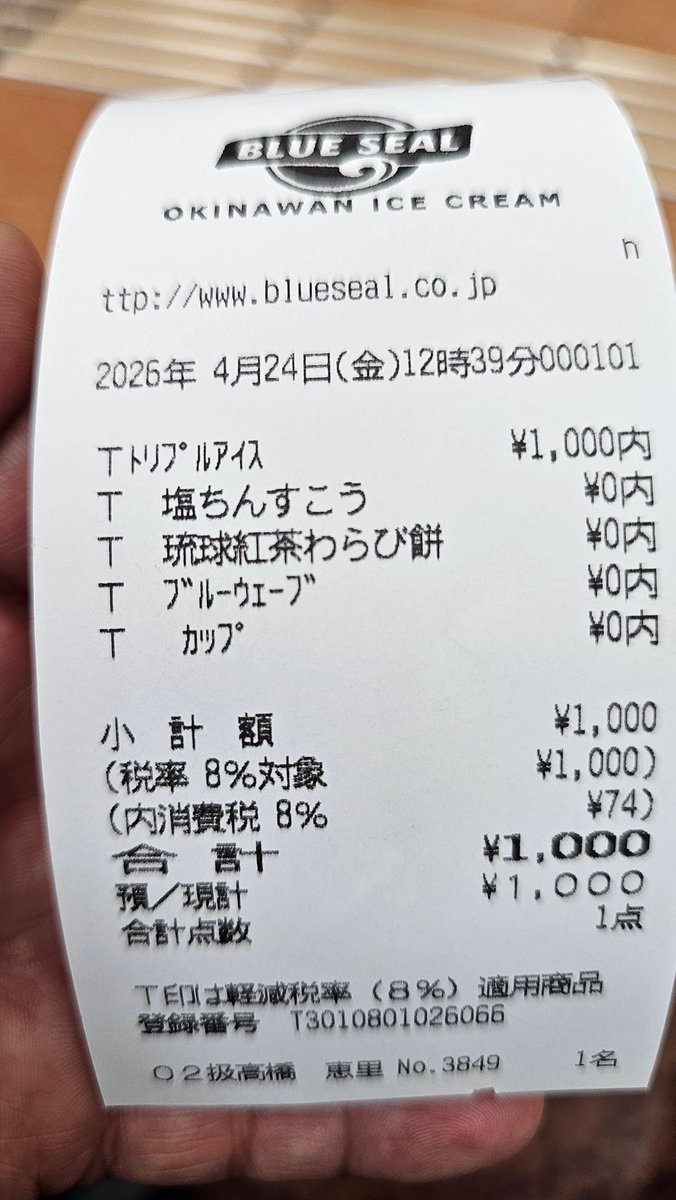 BLUE SEAL
OKINAWAN ICE CREAM
h
ttp://www.blueseal.co.jp
2026年 4月24日(金)12時39分000101
Tトリプルアイス ¥1,000内
T 塩ちんすこう ¥0内
T 琉球紅茶わらび餅 ¥0内
T ブルーウェーブ ¥0内
T カップ ¥0内
小 計 額 ¥1,000
(税率 8%対象 ¥1,000)
(内消費税 8% ¥74)
合 計 ¥1,000
預/現計 ¥1,000
合計点数 1点
T印は軽減税率(8%)適用商品
登録番号 T3010801026066
02扱高橋 恵里 No.3849 1名